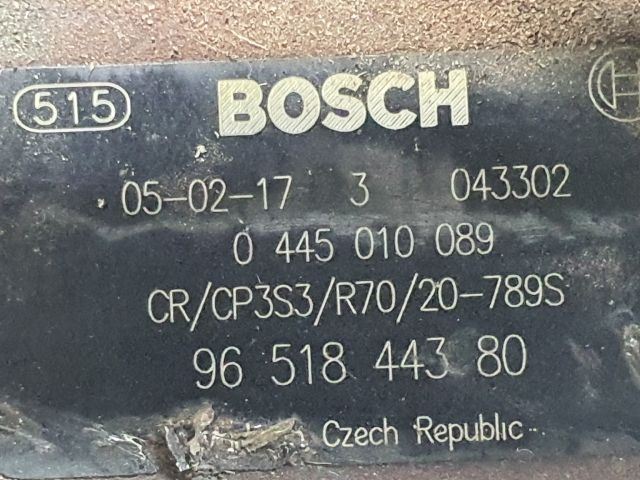 515 BOSCH
05-02-17 3 043302
0 445 010 089
CR/CP3S3/R70/20-789S
96 518 443 80
Czech Republic